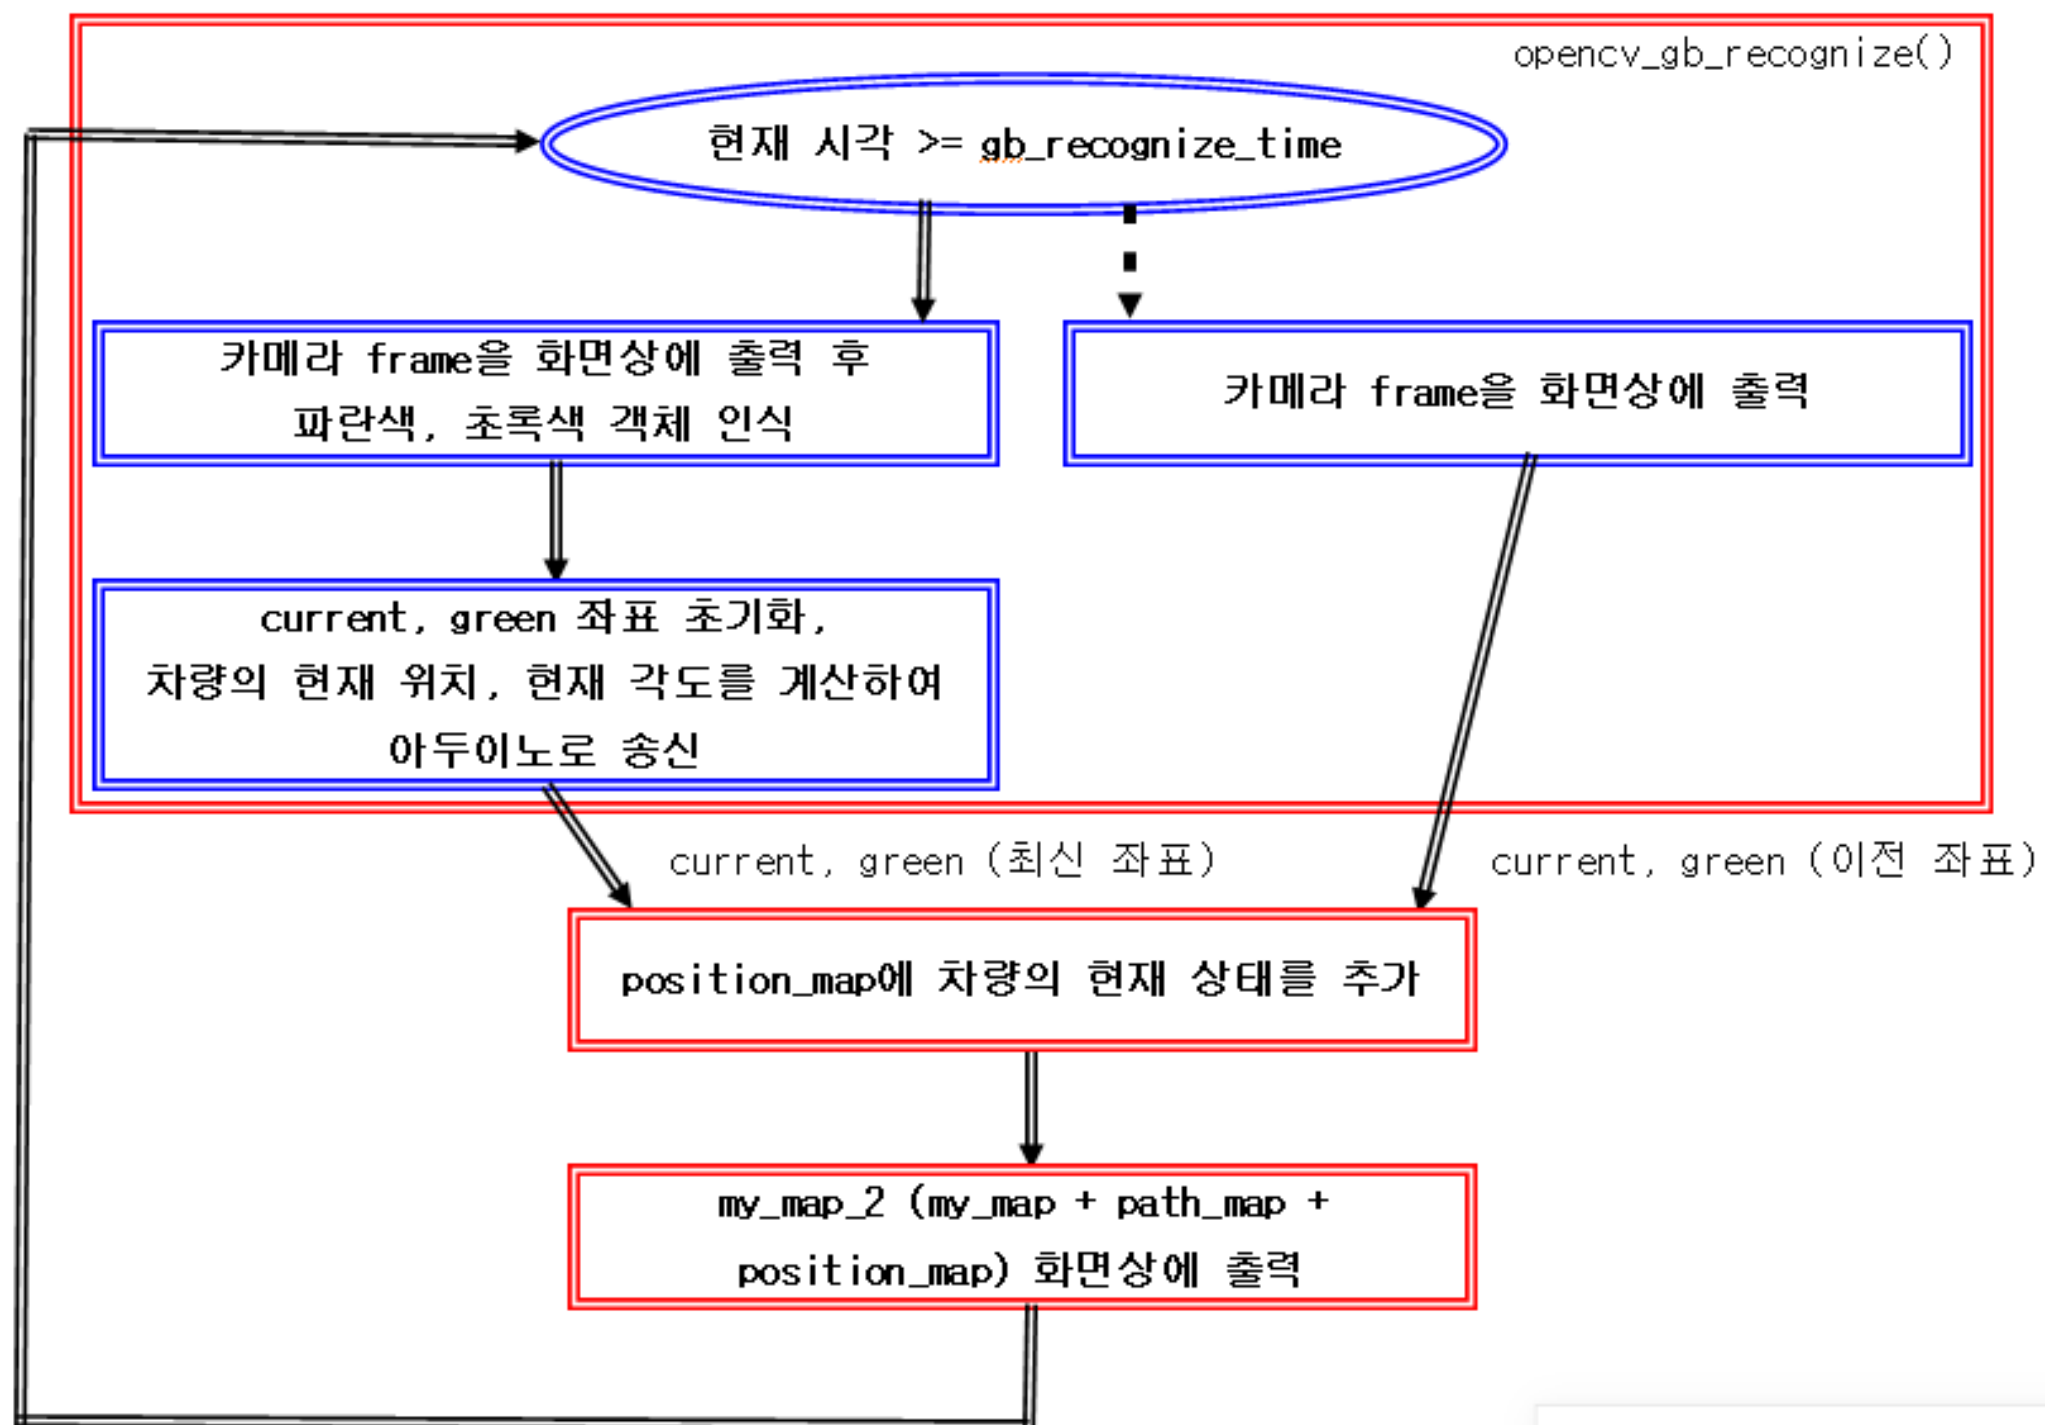 opencv_gb_recognize()
현재 시각 >= gb_recognize_time
카메라 frame을 화면상에 출력 후
파란색, 초록색 객체 인식
카메라 frame을 화면상에 출력
current, green 좌표 초기화,
차량의 현재 위치, 현재 각도를 계산하여
아두이노로 송신
current, green (최신 좌표)
current, green (이전 좌표)
position_map에 차량의 현재 상태를 추가
my_map_2 (my_map + path_map +
position_map) 화면상에 출력